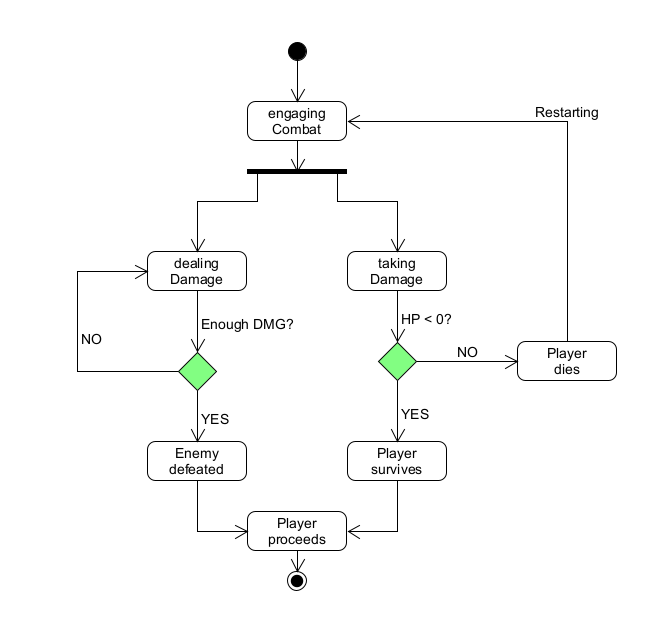 Restarting
engaging
Combat
dealing
Damage
taking
Damage
Enough DMG?
HP < 0?
NO
NO
Player
dies
YES
YES
Enemy
defeated
Player
survives
Player
proceeds